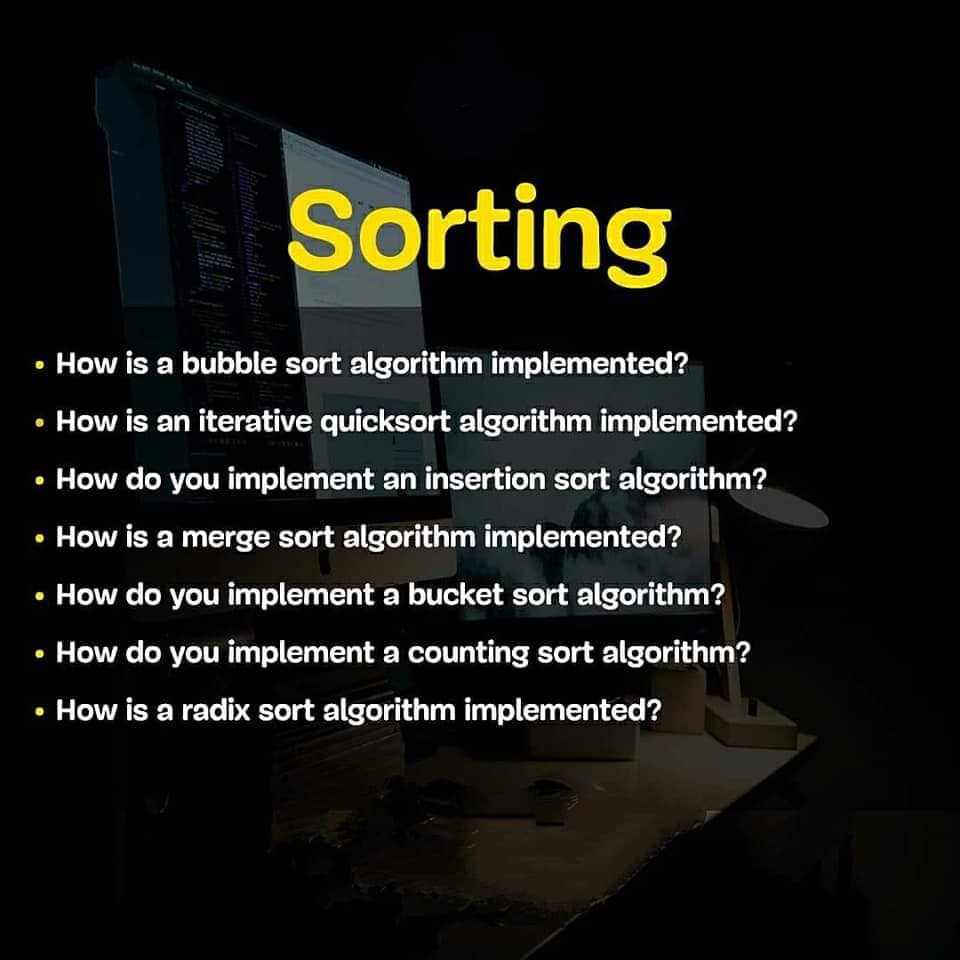 Sorting
• How is a bubble sort algorithm implemented?
• How is an iterative quicksort algorithm implemented?
• How do you implement an insertion sort algorithm?
• How is a merge sort algorithm implemented?
• How do you implement a bucket sort algorithm?
• How do you implement a counting sort algorithm?
• How is a radix sort algorithm implemented?